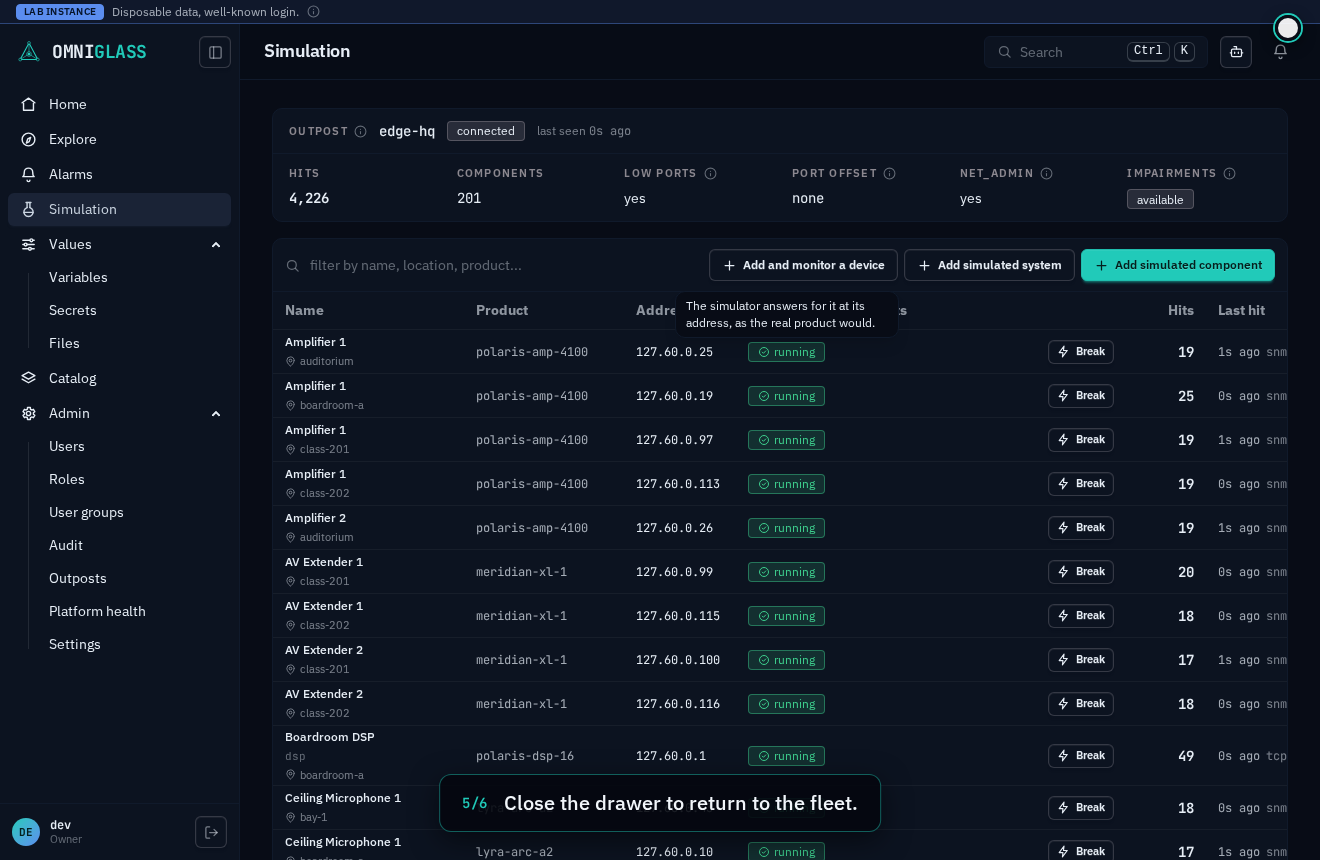 LAB INSTANCE Disposable data, well-known login.
OMNIGLASS
Simulation
Search Ctrl K
Home
Explore
Alarms
Simulation
Values
Variables
Secrets
Files
Catalog
Admin
Users
Roles
User groups
Audit
Outposts
Platform health
Settings
DE dev
Owner
OUTPOST edge-hq connected last seen 0s ago
HITS COMPONENTS LOW PORTS PORT OFFSET NET_ADMIN IMPAIRMENTS
4,226 201 yes none yes available
filter by name, location, product...
Add and monitor a device Add simulated system Add simulated component
The simulator answers for it at its
address, as the real product would.
Name Product Hits Last hit
Amplifier 1
auditorium
polaris-amp-4100 127.60.0.25 running Break 19 1s ago snm
Amplifier 1
boardroom-a
polaris-amp-4100 127.60.0.19 running Break 25 0s ago snm
Amplifier 1
class-201
polaris-amp-4100 127.60.0.97 running Break 19 1s ago snm
Amplifier 1
class-202
polaris-amp-4100 127.60.0.113 running Break 19 0s ago snm
Amplifier 2
auditorium
polaris-amp-4100 127.60.0.26 running Break 19 1s ago snm
AV Extender 1
class-201
meridian-xl-1 127.60.0.99 running Break 20 0s ago snm
AV Extender 1
class-202
meridian-xl-1 127.60.0.115 running Break 18 0s ago snm
AV Extender 2
class-201
meridian-xl-1 127.60.0.100 running Break 17 1s ago snm
AV Extender 2
class-202
meridian-xl-1 127.60.0.116 running Break 18 0s ago snm
Boardroom DSP
dsp
boardroom-a
polaris-dsp-16 127.60.0.1 running Break 49 0s ago tcp
Ceiling Microphone 1
bay-1
Break 18 0s ago snm
Ceiling Microphone 1
lyra-arc-a2 127.60.0.10 running Break 17 1s ago snm
5/6 Close the drawer to return to the fleet.